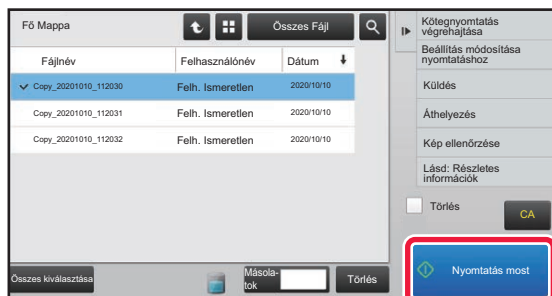 Fő Mappa
Összes Fájl
Fájlnév Felhasználónév Dátum
Copy_20201010_112030 Felh. Ismeretlen 2020/10/10
Copy_20201010_112031 Felh. Ismeretlen 2020/10/10
Copy_20201010_112032 Felh. Ismeretlen 2020/10/10
Összes kiválasztása
Másola-
tok
Törlés
Kötegnyomtatás
végrehajtása
Beállítás módosítása
nyomtatáshoz
Küldés
Áthelyezés
Kép ellenőrzése
Lásd: Részletes
információk
Törlés
CA
Nyomtatás most